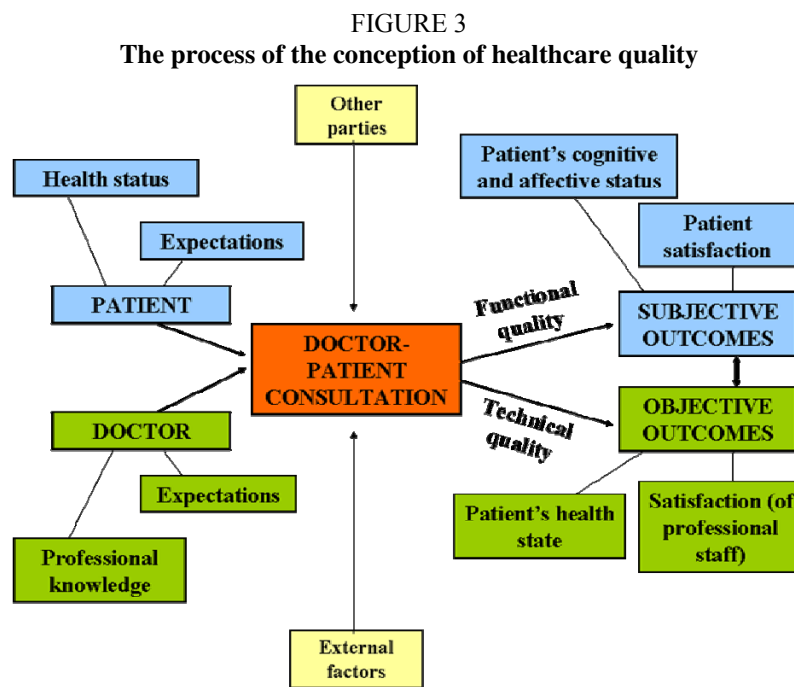 FIGURE 3
The process of the conception of healthcare quality
Other
parties
Health status
Expectations
PATIENT
Patient's cognitive
and affective status
Patient
satisfaction
Functional
quality
SUBJECTIVE
OUTCOMES
DOCTOR-
PATIENT
CONSULTATION
Technical
quality
OBJECTIVE
OUTCOMES
DOCTOR
Expectations
Professional
knowledge
Patient's health
state
Satisfaction (of
professional
staff)
External
factors